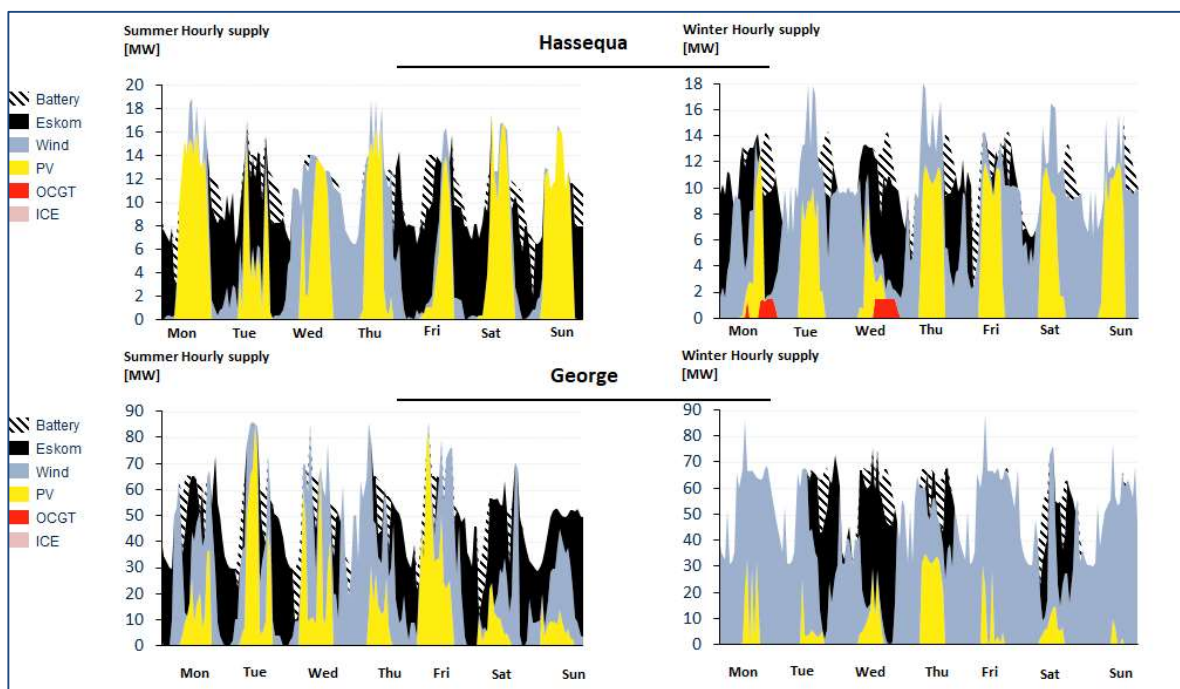 Summer Hourly supply
[MW]
Hassequa
Winter Hourly supply
[MW]
Battery
Eskom
Wind
PV
OCGT
ICE
20
18
16
14
12
10
8
6
4
2
0
Mon Tue Wed Thu Fri Sat Sun
18
16
14
12
10
8
6
4
2
0
Mon Tue Wed Thu Fri Sat Sun
Summer Hourly supply
[MW]
George
Winter Hourly supply
[MW]
Battery
Eskom
Wind
PV
OCGT
ICE
90
80
70
60
50
40
30
20
10
0
Mon Tue Wed Thu Fri Sat Sun
90
80
70
60
50
40
30
20
10
0
Mon Tue Wed Thu Fri Sat Sun